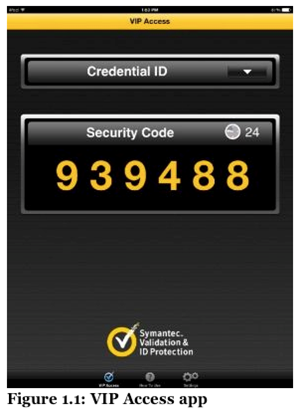 iPad
1:03 PM
VIP Access
Credential ID
Security Code
24
939488
Symantec.
Validation &
ID Protection
VIP Access
How To Use
Settings
Figure 1.1: VIP Access app